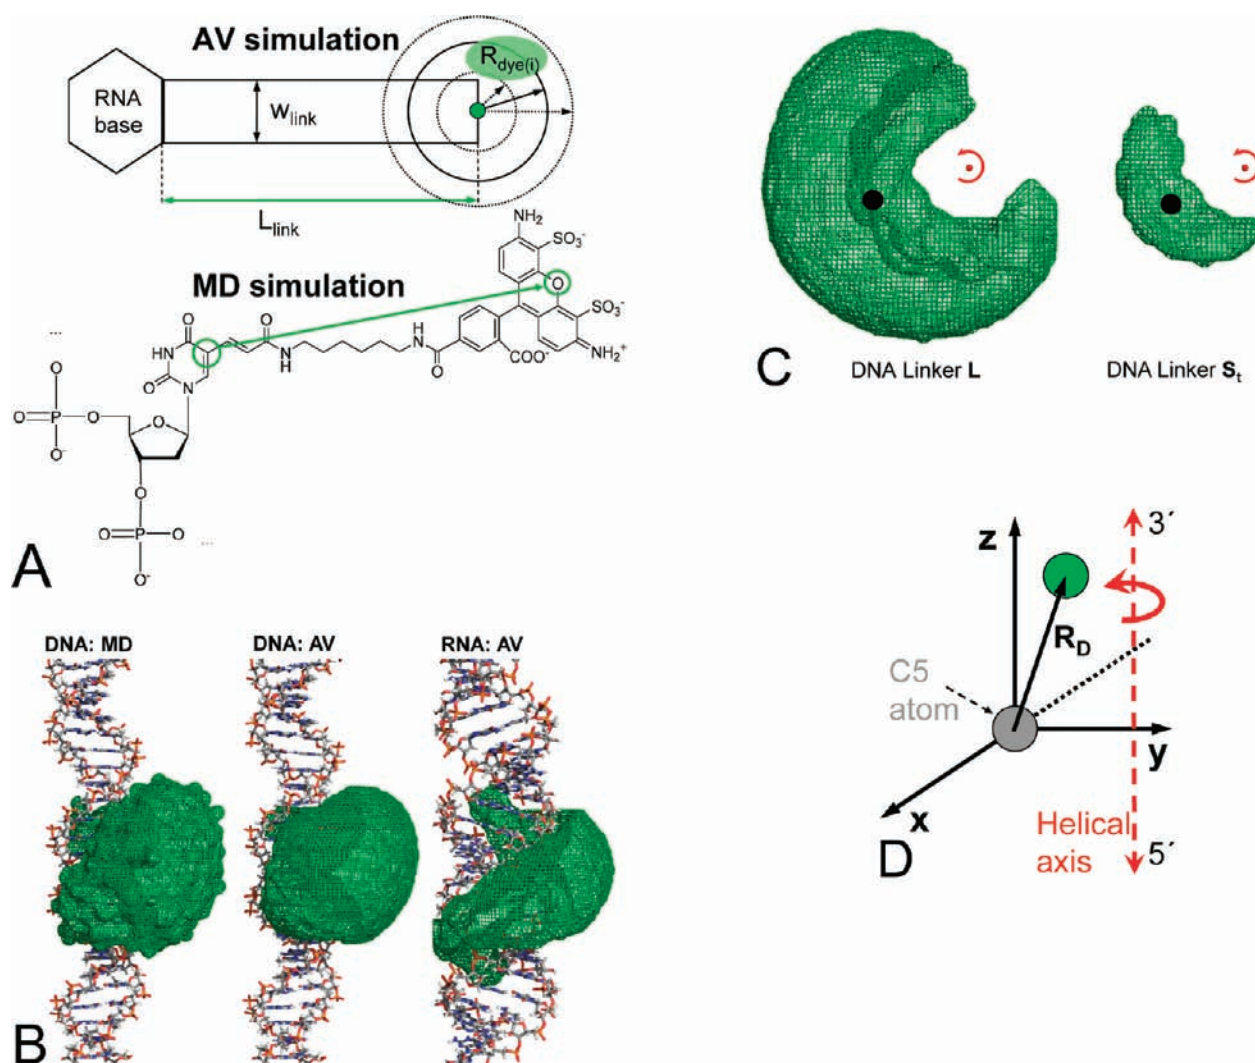 AV simulation
R_dye(i)
RNA
base
w_link
L_link
MD simulation
NH₂
SO₃⁻
O
SO₃⁻
NH₂⁺
COO⁻
H
N
O
O
N
H
O
HN
O
N
...
O
O=P-O
O⁻
O
O
O=P-O
O⁻
...
A
DNA: MD
DNA: AV
RNA: AV
B
C
DNA Linker L
DNA Linker Sₜ
z
3´
R_D
C5
atom
y
x
Helical
axis
5´
D